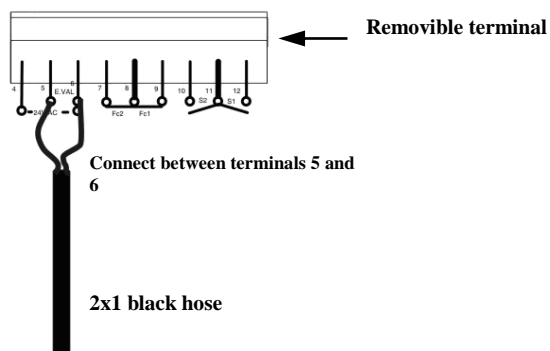 Removible terminal
4 5 E.VAL 6 7 8 9 10 11 12
24VAC Fc2 Fc1 S2 S1
Connect between terminals 5 and
6
2x1 black hose